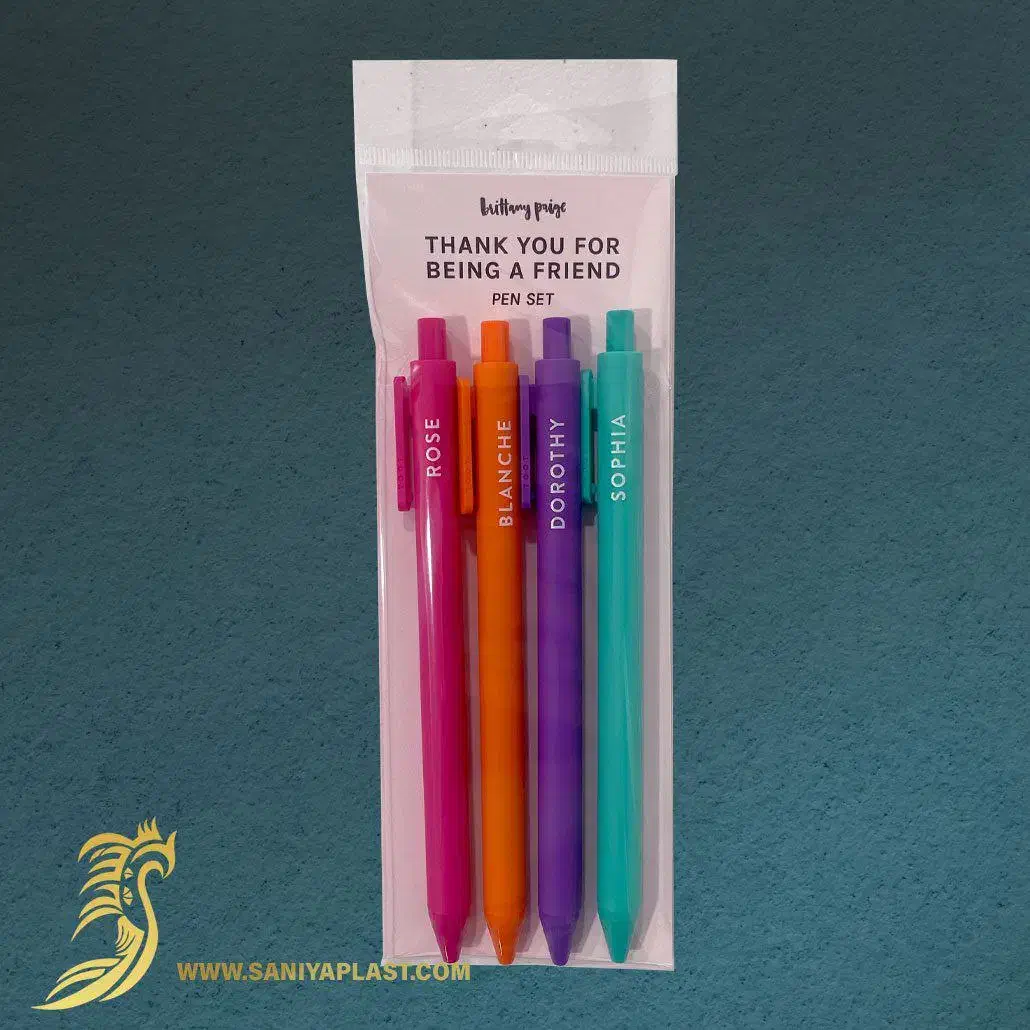 brittany paige
THANK YOU FOR
BEING A FRIEND
PEN SET
ROSE
BLANCHE
DOROTHY
SOPHIA
WWW.SANIYAPLAST.COM